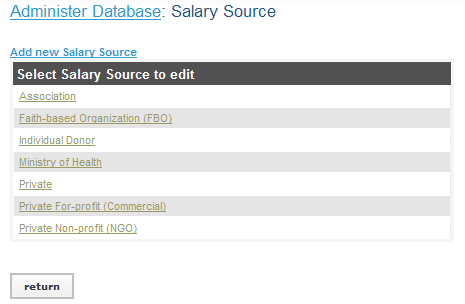 Administer Database: Salary Source
Add new Salary Source
Select Salary Source to edit
Association
Faith-based Organization (FBO)
Individual Donor
Ministry of Health
Private
Private For-profit (Commercial)
Private Non-profit (NGO)
return